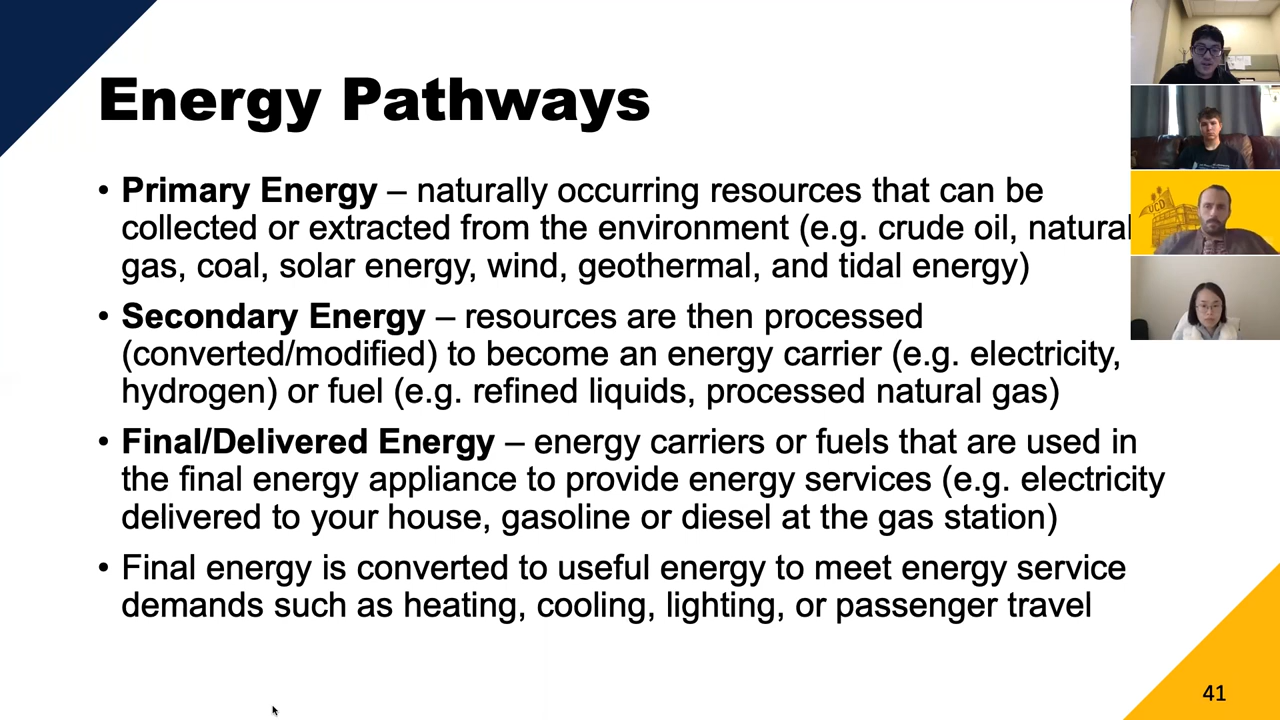 Energy Pathways
• Primary Energy – naturally occurring resources that can be
collected or extracted from the environment (e.g. crude oil, natural
gas, coal, solar energy, wind, geothermal, and tidal energy)
• Secondary Energy – resources are then processed
(converted/modified) to become an energy carrier (e.g. electricity,
hydrogen) or fuel (e.g. refined liquids, processed natural gas)
• Final/Delivered Energy – energy carriers or fuels that are used in
the final energy appliance to provide energy services (e.g. electricity
delivered to your house, gasoline or diesel at the gas station)
• Final energy is converted to useful energy to meet energy service
demands such as heating, cooling, lighting, or passenger travel
41
UCD